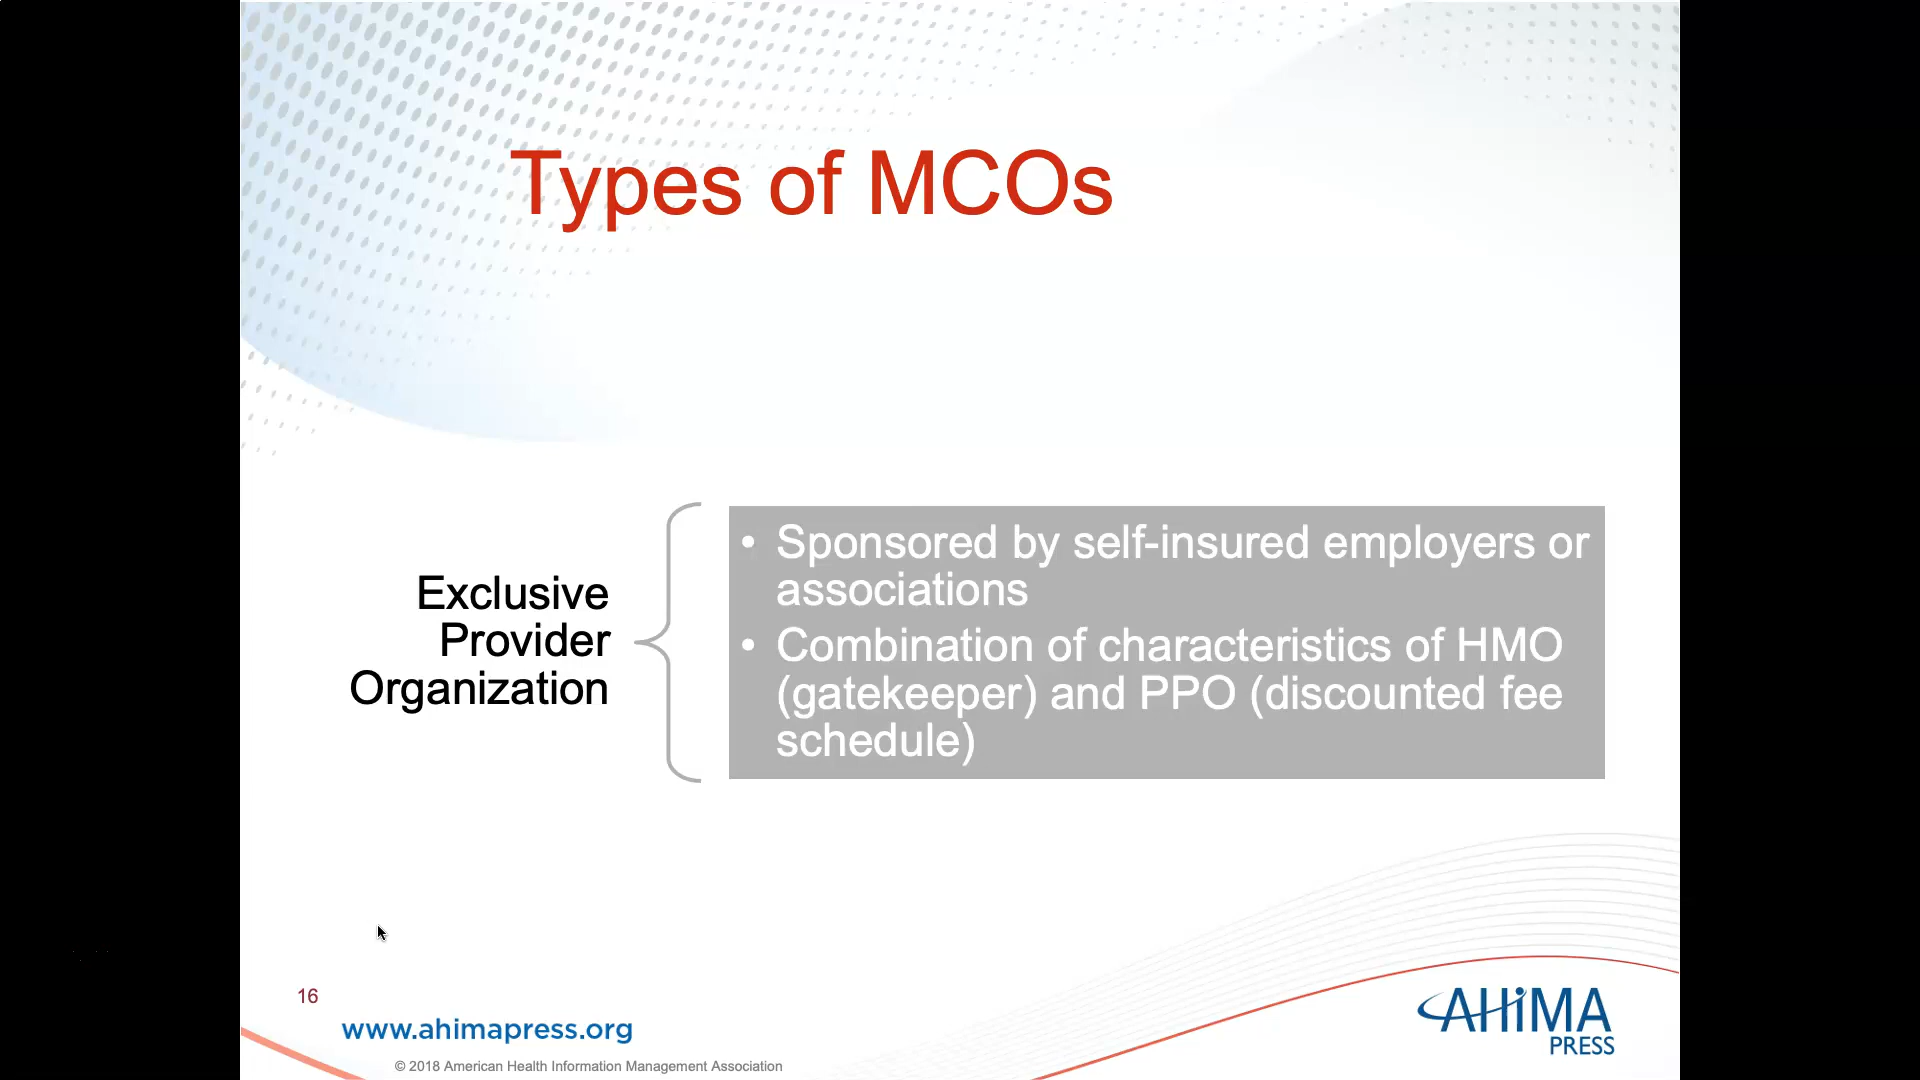 Types of MCOs
Exclusive
Provider
Organization
• Sponsored by self-insured employers or
associations
• Combination of characteristics of HMO
(gatekeeper) and PPO (discounted fee
schedule)
16
www.ahimapress.org
© 2018 American Health Information Management Association
AHiMA
PRESS